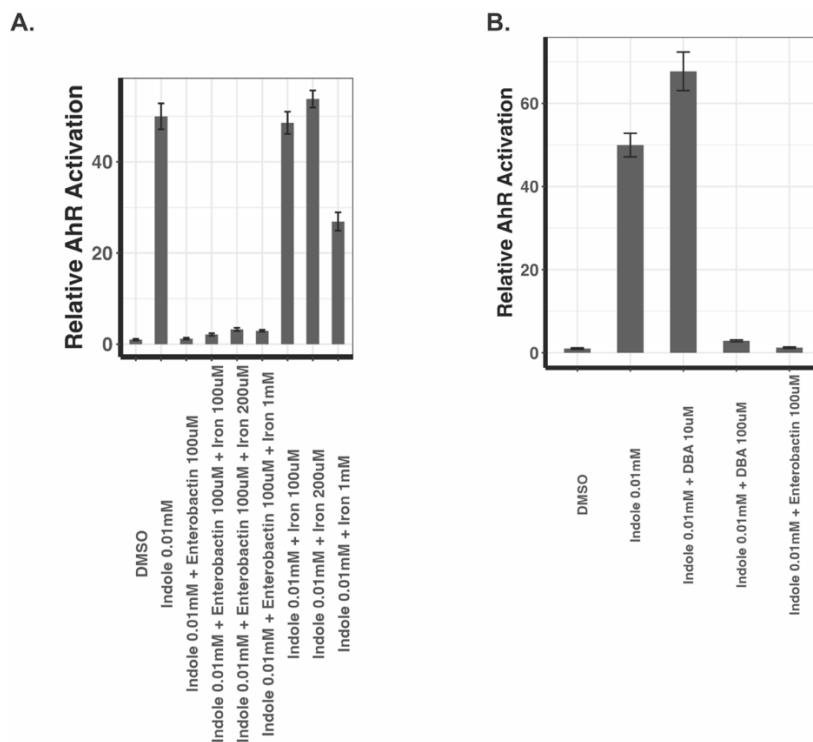 A.
Relative AhR Activation
40
20
0
DMSO
Indole 0.01mM
Indole 0.01mM + Enterobactin 100uM
Indole 0.01mM + Enterobactin 100uM + Iron 100uM
Indole 0.01mM + Enterobactin 100uM + Iron 200uM
Indole 0.01mM + Enterobactin 100uM + Iron 1mM
Indole 0.01mM + Iron 100uM
Indole 0.01mM + Iron 200uM
Indole 0.01mM + Iron 1mM
B.
Relative AhR Activation
60
40
20
0
DMSO
Indole 0.01mM
Indole 0.01mM + DBA 10uM
Indole 0.01mM + DBA 100uM
Indole 0.01mM + Enterobactin 100uM